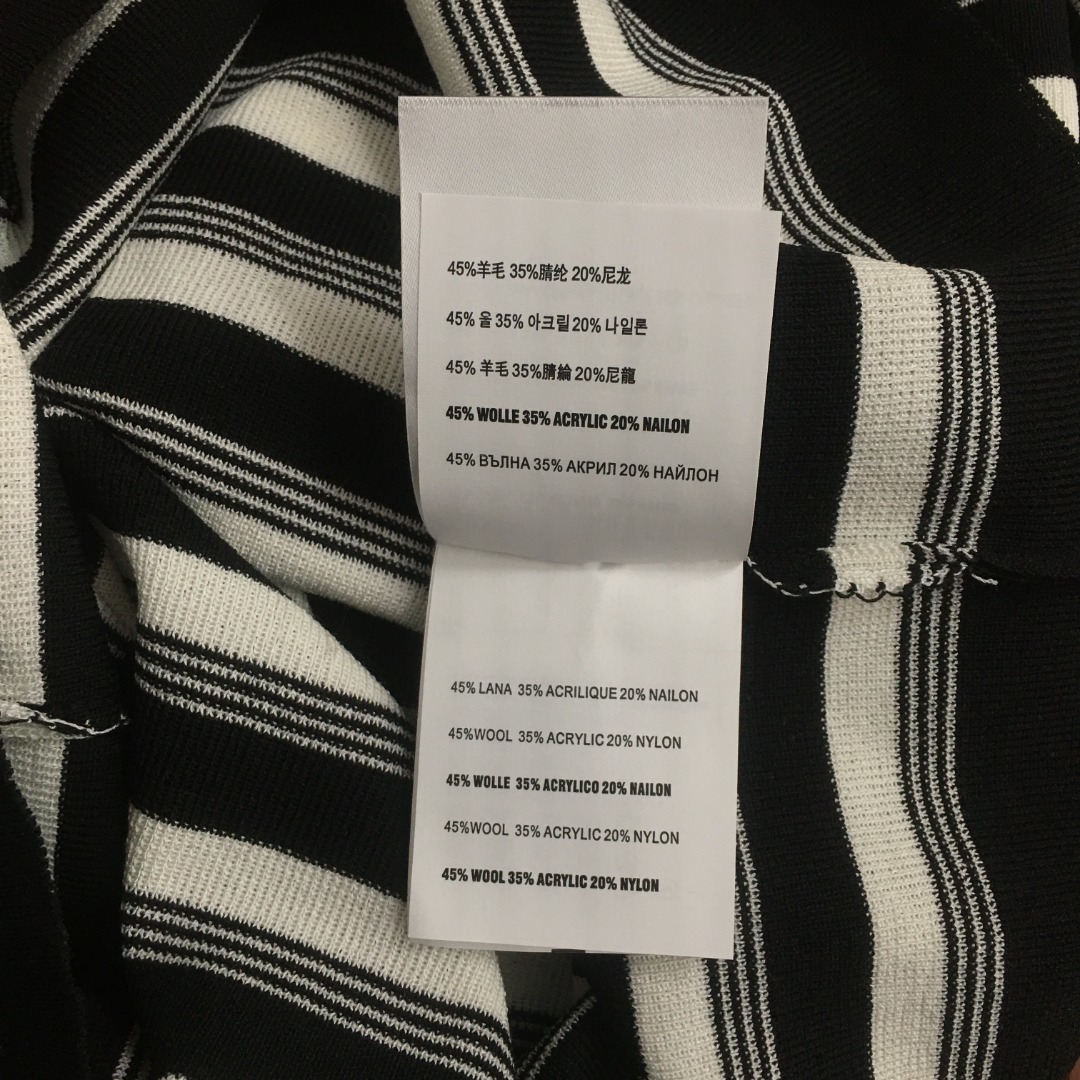 45%羊毛 35%腈纶 20%尼龙
45% 울 35% 아크릴 20% 나일론
45% 羊毛 35%腈綸 20%尼龍
45% WOLLE 35% ACRYLIC 20% NAILON
45% ВЪЛНА 35% АКРИЛ 20% НАЙЛОН
45% LANA 35% ACRILIQUE 20% NAILON
45%WOOL 35% ACRYLIC 20% NYLON
45% WOLLE 35% ACRYLICO 20% NAILON
45%WOOL 35% ACRYLIC 20% NYLON
45% WOOL 35% ACRYLIC 20% NYLON